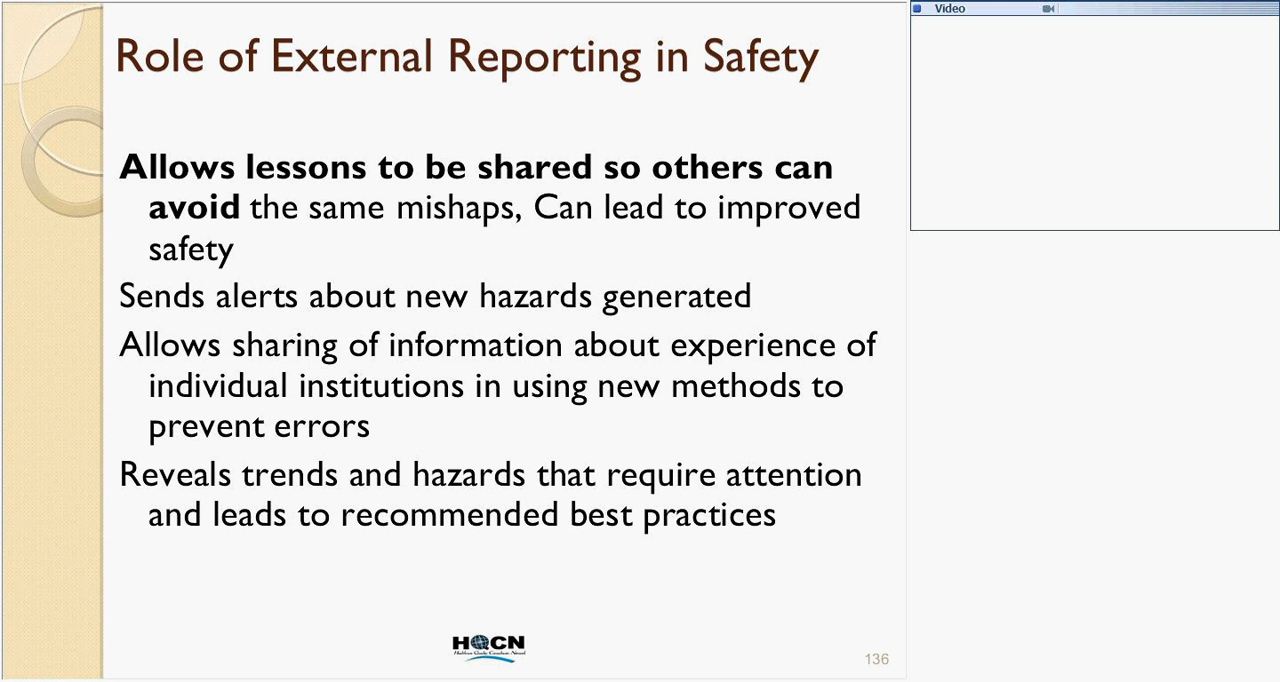 Role of External Reporting in Safety
Video
Allows lessons to be shared so others can
avoid the same mishaps, Can lead to improved
safety
Sends alerts about new hazards generated
Allows sharing of information about experience of
individual institutions in using new methods to
prevent errors
Reveals trends and hazards that require attention
and leads to recommended best practices
HQCN
136